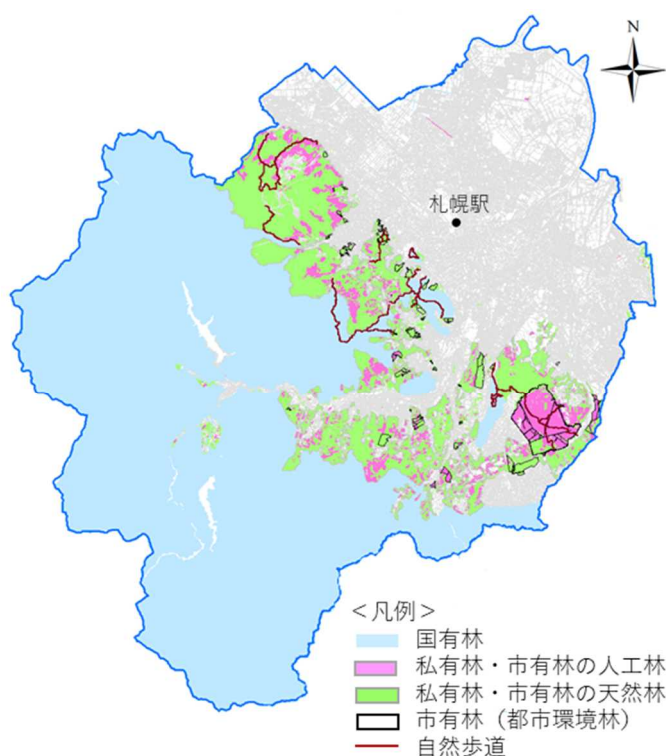 N
札幌駅
＜凡例＞
国有林
私有林・市有林の人工林
私有林・市有林の天然林
市有林（都市環境林）
自然歩道